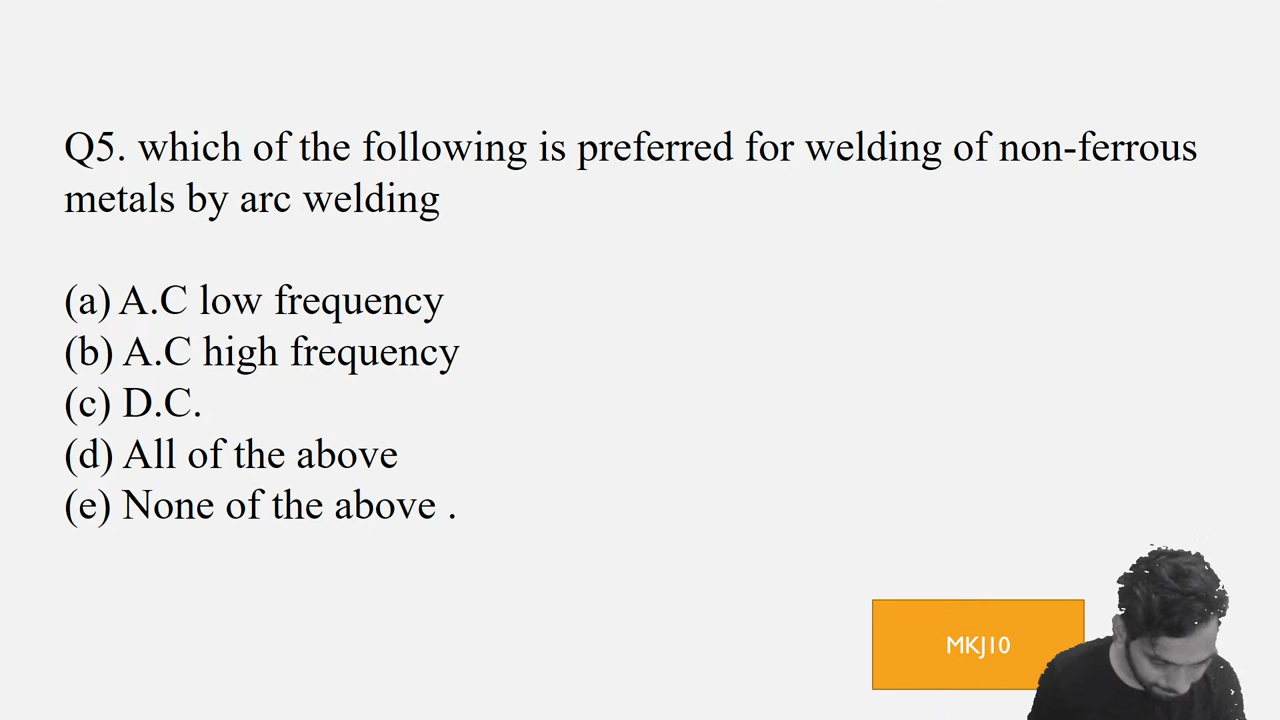 Q5. which of the following is preferred for welding of non-ferrous
metals by arc welding
(a) A.C low frequency
(b) A.C high frequency
(c) D.C.
(d) All of the above
(e) None of the above .
MKJ10